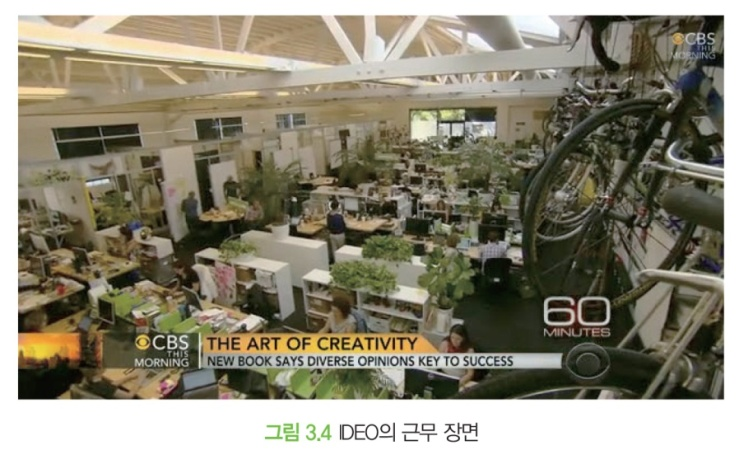 CBS
THIS
MORNING
60
MINUTES
CBS
THIS
MORNING
THE ART OF CREATIVITY
NEW BOOK SAYS DIVERSE OPINIONS KEY TO SUCCESS
그림 3.4 IDEO의 근무 장면